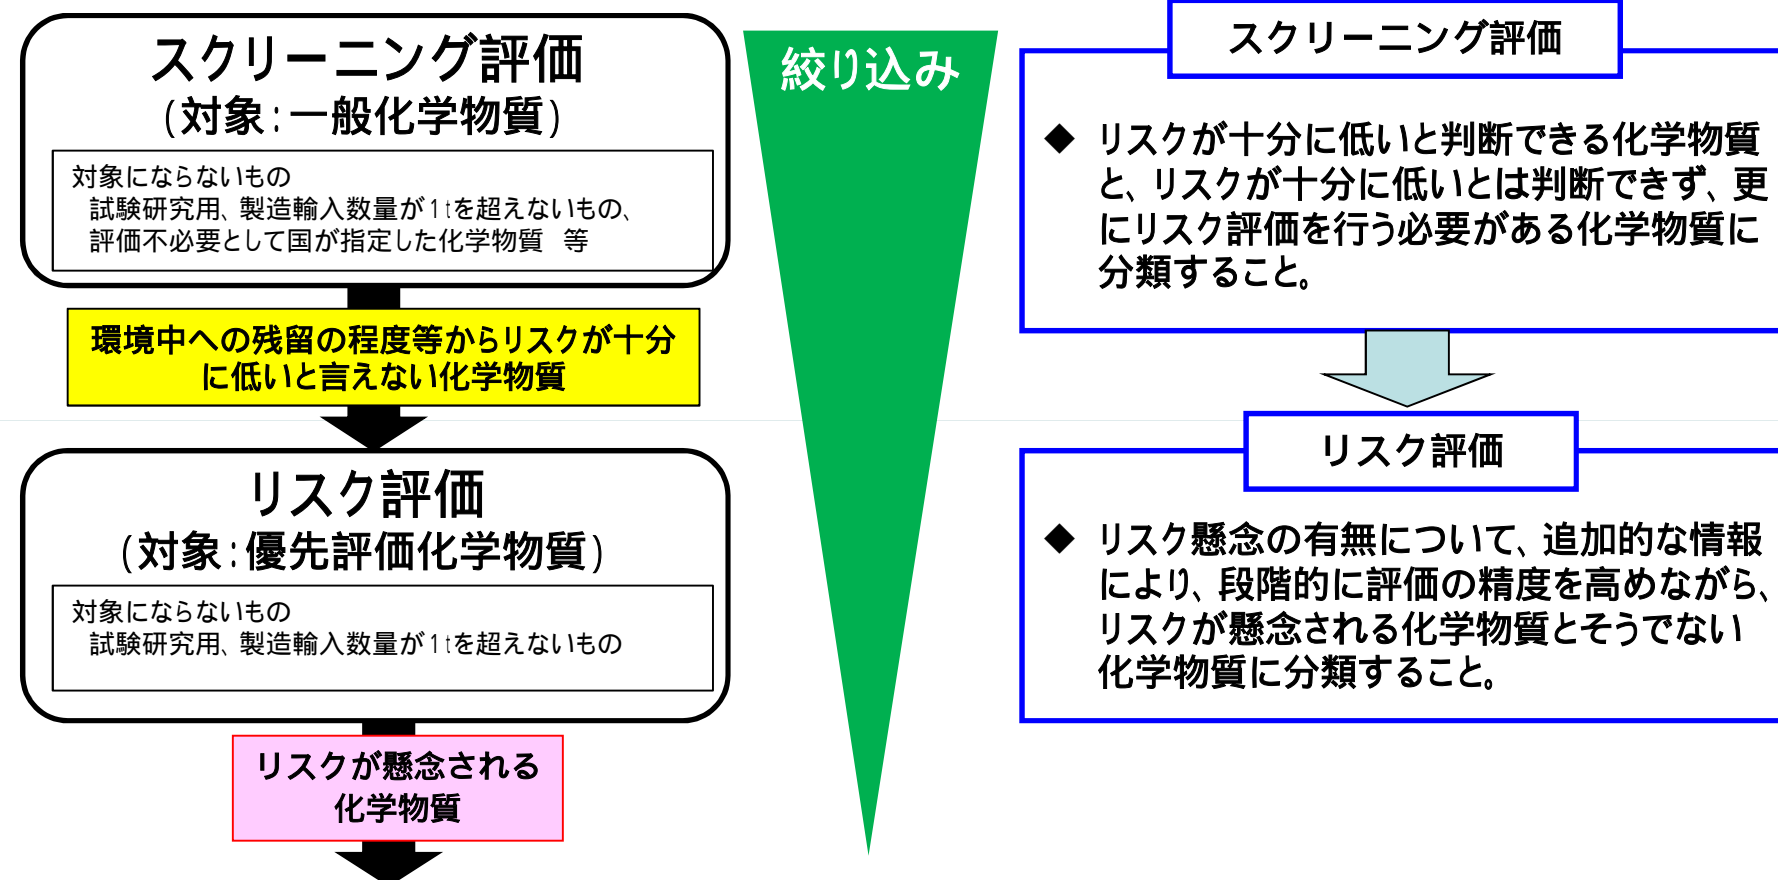 スクリーニング評価
(対象:一般化学物質)
対象にならないもの
試験研究用、製造輸入数量が1tを超えないもの、
評価不必要として国が指定した化学物質　等
環境中への残留の程度等からリスクが十分
に低いと言えない化学物質
リスク評価
(対象:優先評価化学物質)
対象にならないもの
試験研究用、製造輸入数量が1tを超えないもの
リスクが懸念される
化学物質
絞り込み
スクリーニング評価
◆ リスクが十分に低いと判断できる化学物質
と、リスクが十分に低いとは判断できず、更
にリスク評価を行う必要がある化学物質に
分類すること。
リスク評価
◆ リスク懸念の有無について、追加的な情報
により、段階的に評価の精度を高めながら、
リスクが懸念される化学物質とそうでない
化学物質に分類すること。